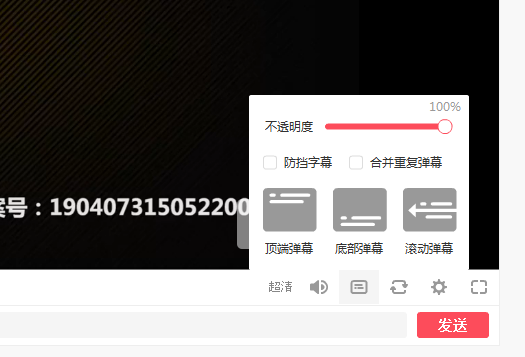 100%
不透明度
防挡字幕 合并重复弹幕
案号：190407315052200
顶端弹幕 底部弹幕 滚动弹幕
超清
发送